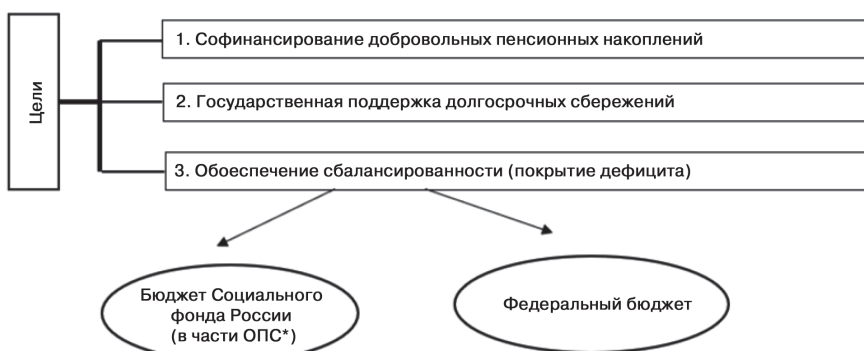 Цели
1. Софинансирование добровольных пенсионных накоплений
2. Государственная поддержка долгосрочных сбережений
3. Обоеспечение сбалансированности (покрытие дефицита)
Бюджет Социального
фонда России
(в части ОПС*)
Федеральный бюджет